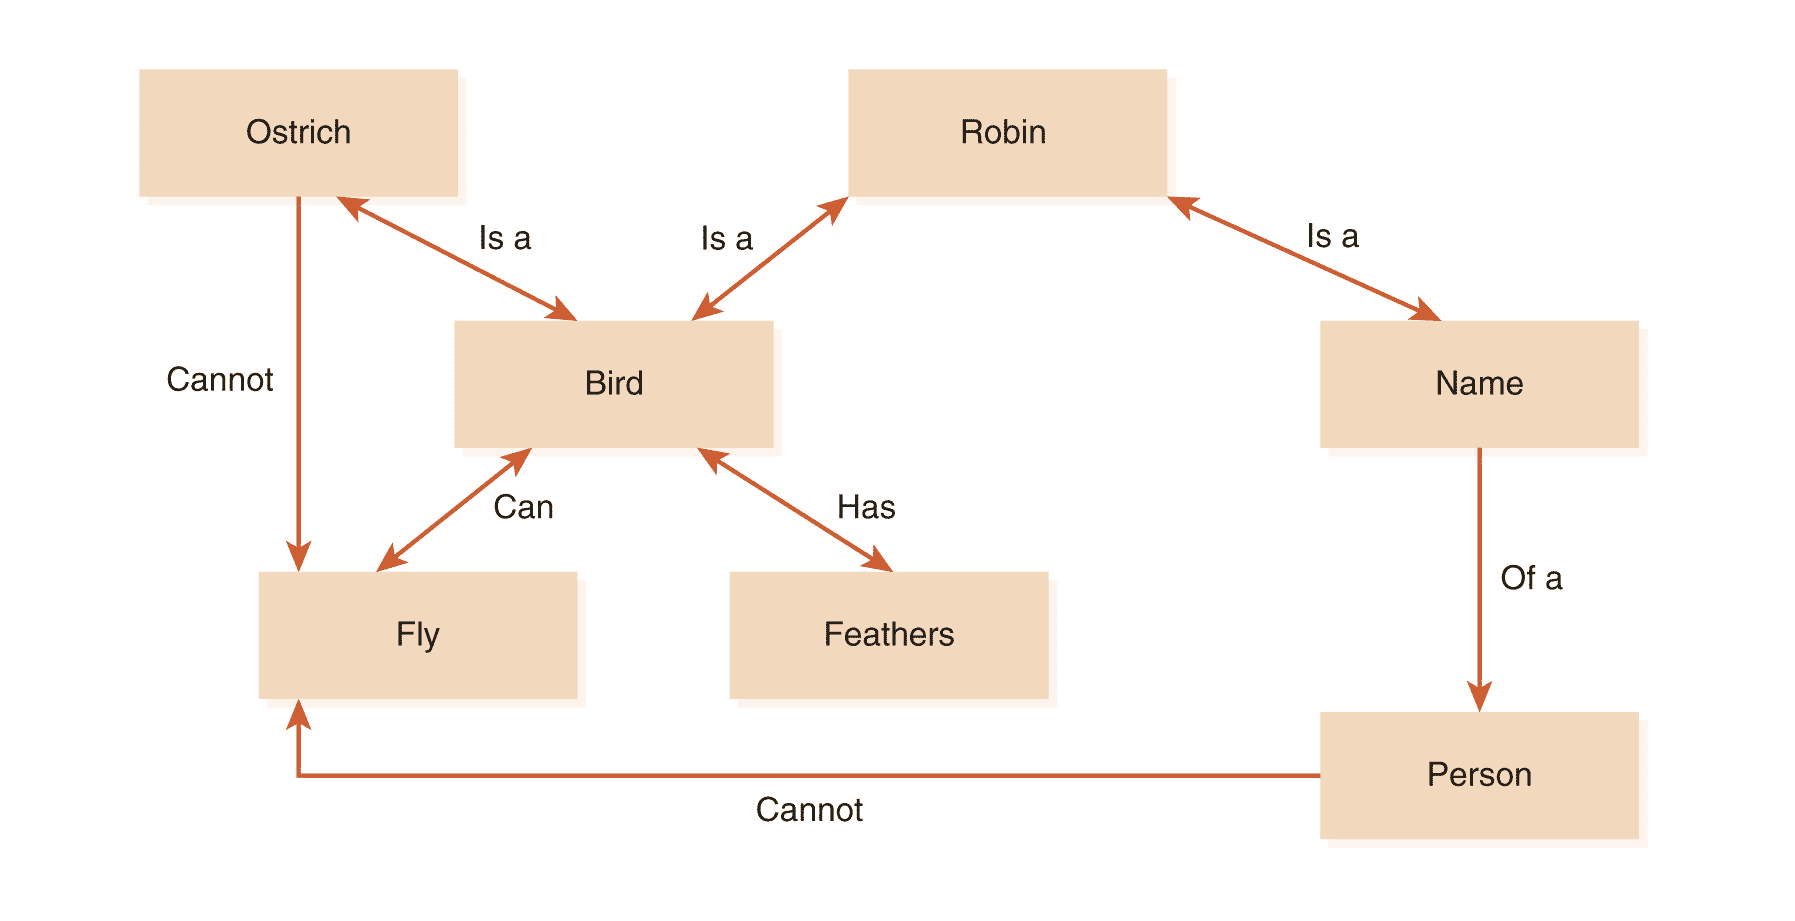 Ostrich
Robin
Is a
Is a
Is a
Cannot
Bird
Name
Can
Has
Of a
Fly
Feathers
Person
Cannot